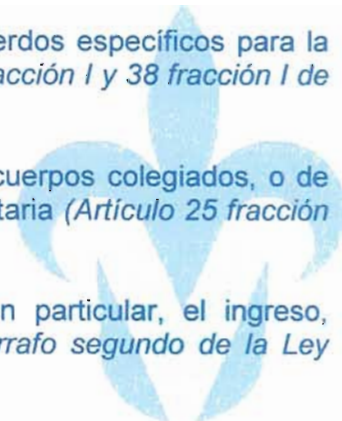 erdos específicos para la
acción I y 38 fracción I de
cuerpos colegiados, o de
taria (Artículo 25 fracción
n particular, el ingreso,
rrafo segundo de la Ley